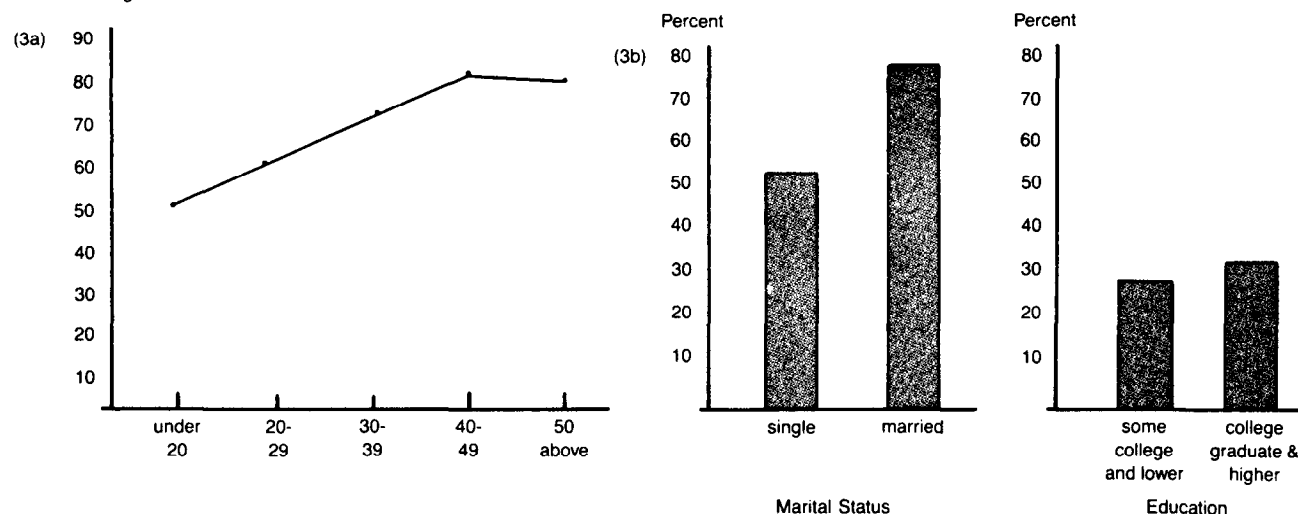 (3a)
90
80
70
60
50
40
30
20
10
under 20
20-29
30-39
40-49
50 above
(3b)
Percent
80
70
60
50
40
30
20
10
single
married
Marital Status
Percent
80
70
60
50
40
30
20
10
some college and lower
college graduate & higher
Education